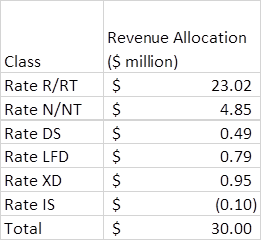 Class Revenue Allocation ($ million)
Rate R/RT $ 23.02
Rate N/NT $ 4.85
Rate DS $ 0.49
Rate LFD $ 0.79
Rate XD $ 0.95
Rate IS $ (0.10)
Total $ 30.00